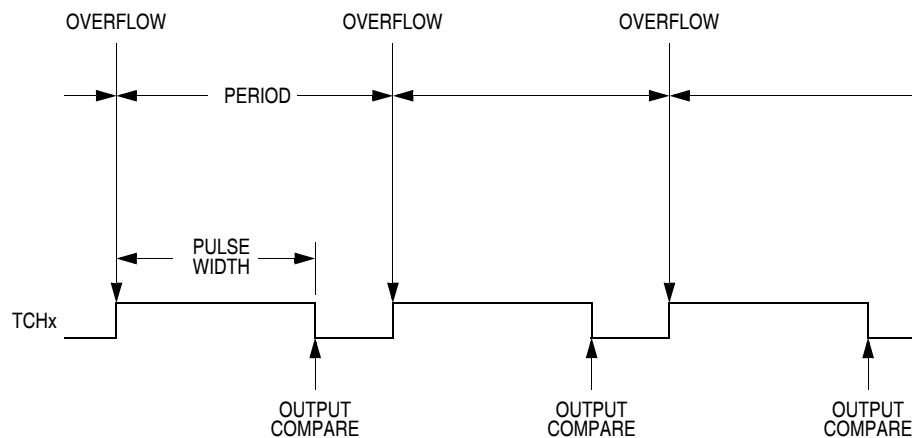 OVERFLOW OVERFLOW OVERFLOW
PERIOD
PULSE
WIDTH
TCHx
OUTPUT
COMPARE
OUTPUT
COMPARE
OUTPUT
COMPARE